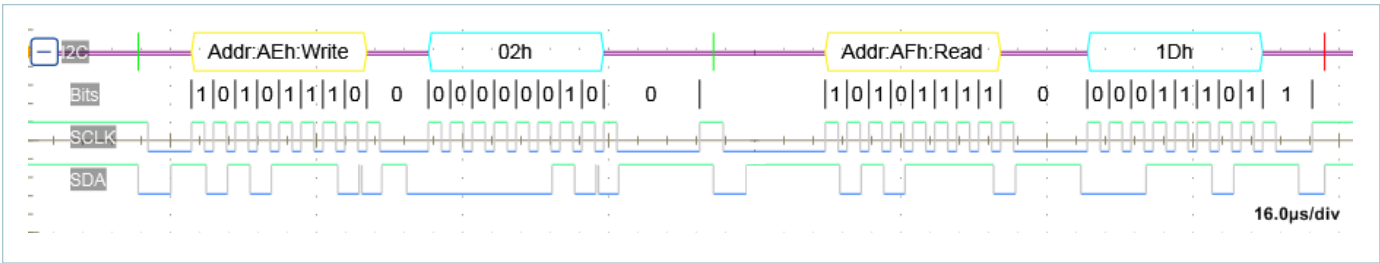 I2C Addr:AEh:Write 02h Addr:AFh:Read 1Dh
Bits 1 0 1 0 1 1 1 0 0 0 0 0 0 0 0 1 0 0 1 0 1 0 1 1 1 1 0 0 0 0 1 1 1 0 1 1
SCLK
SDA
16.0µs/div